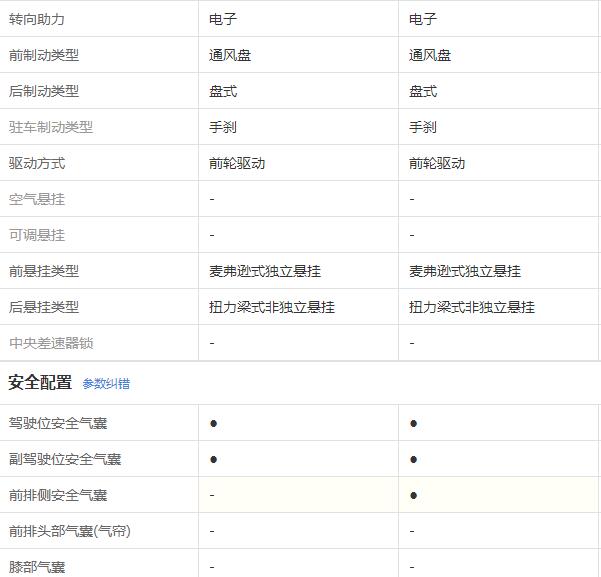 转向助力 电子 电子
前制动类型 通风盘 通风盘
后制动类型 盘式 盘式
驻车制动类型 手刹 手刹
驱动方式 前轮驱动 前轮驱动
空气悬挂 - -
可调悬挂 - -
前悬挂类型 麦弗逊式独立悬挂 麦弗逊式独立悬挂
后悬挂类型 扭力梁式非独立悬挂 扭力梁式非独立悬挂
中央差速器锁 - -
安全配置 参数纠错
驾驶位安全气囊 ● ●
副驾驶位安全气囊 ● ●
前排侧安全气囊 - ●
前排头部气囊(气帘) - -
膝部气囊 - -